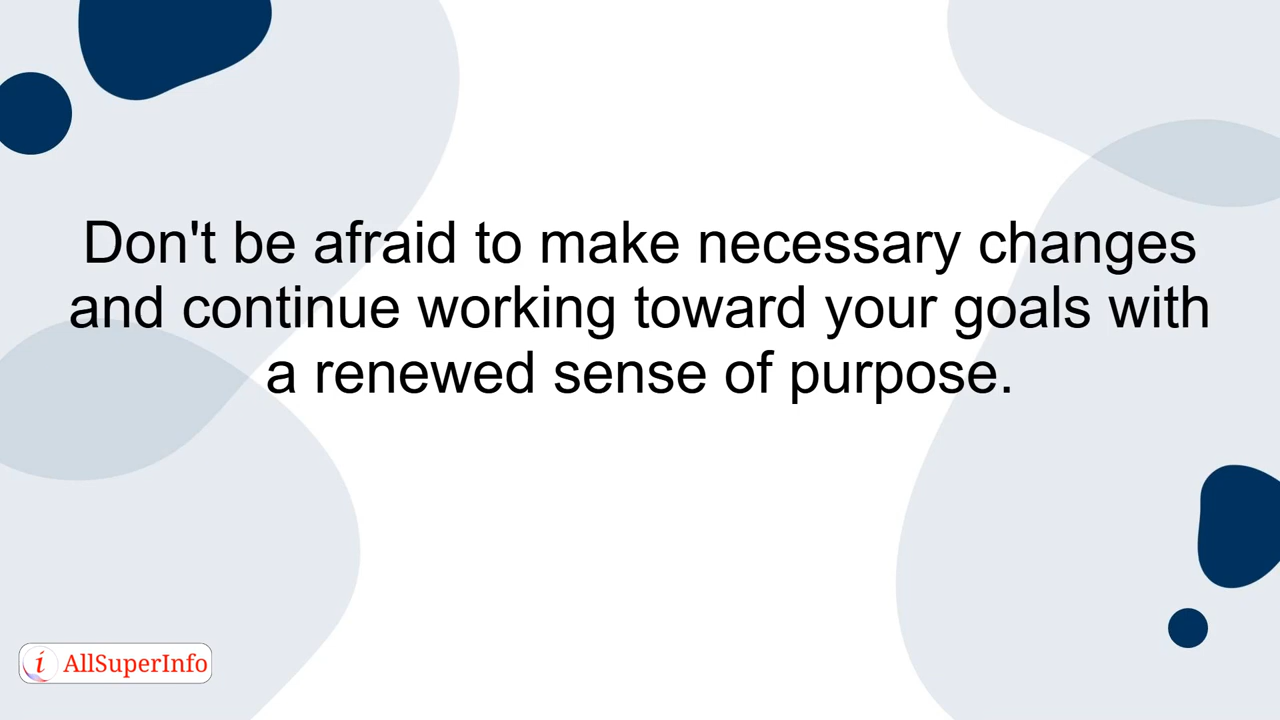 Don't be afraid to make necessary changes
and continue working toward your goals with
a renewed sense of purpose.
i AllSuperInfo